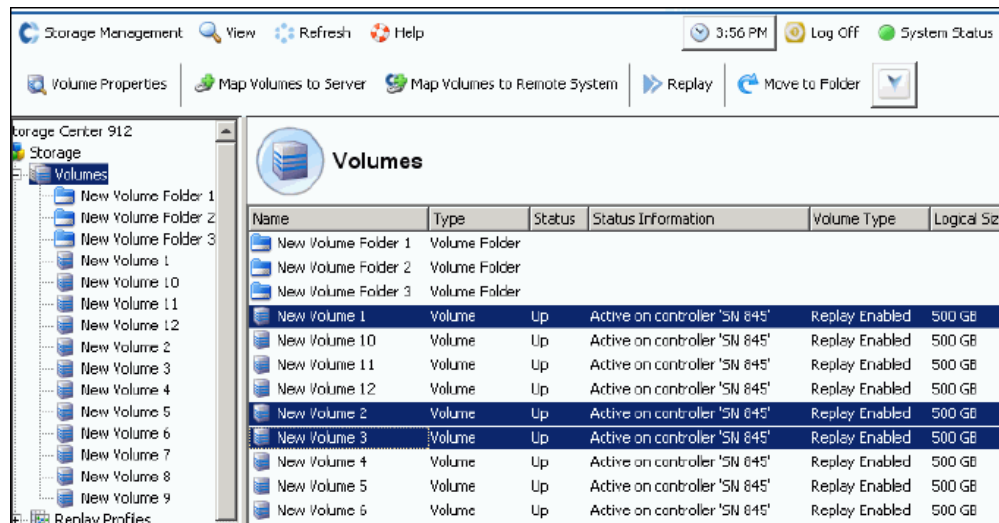 Storage Management View Refresh Help 3:56 PM Log Off System Status
Volume Properties Map Volumes to Server Map Volumes to Remote System Replay Move to Folder
torage Center 912
Storage
Volumes
New Volume Folder 1
New Volume Folder 2
New Volume Folder 3
New Volume 1
New Volume 10
New Volume 11
New Volume 12
New Volume 2
New Volume 3
New Volume 4
New Volume 5
New Volume 6
New Volume 7
New Volume 8
New Volume 9
Replay Profiles
Volumes
Name Type Status Status Information Volume Type Logical Siz
New Volume Folder 1 Volume Folder
New Volume Folder 2 Volume Folder
New Volume Folder 3 Volume Folder
New Volume 1 Volume Up Active on controller 'SN 845' Replay Enabled 500 GB
New Volume 10 Volume Up Active on controller 'SN 845' Replay Enabled 500 GB
New Volume 11 Volume Up Active on controller 'SN 845' Replay Enabled 500 GB
New Volume 12 Volume Up Active on controller 'SN 845' Replay Enabled 500 GB
New Volume 2 Volume Up Active on controller 'SN 845' Replay Enabled 500 GB
New Volume 3 Volume Up Active on controller 'SN 845' Replay Enabled 500 GB
New Volume 4 Volume Up Active on controller 'SN 845' Replay Enabled 500 GB
New Volume 5 Volume Up Active on controller 'SN 845' Replay Enabled 500 GB
New Volume 6 Volume Up Active on controller 'SN 845' Replay Enabled 500 GB